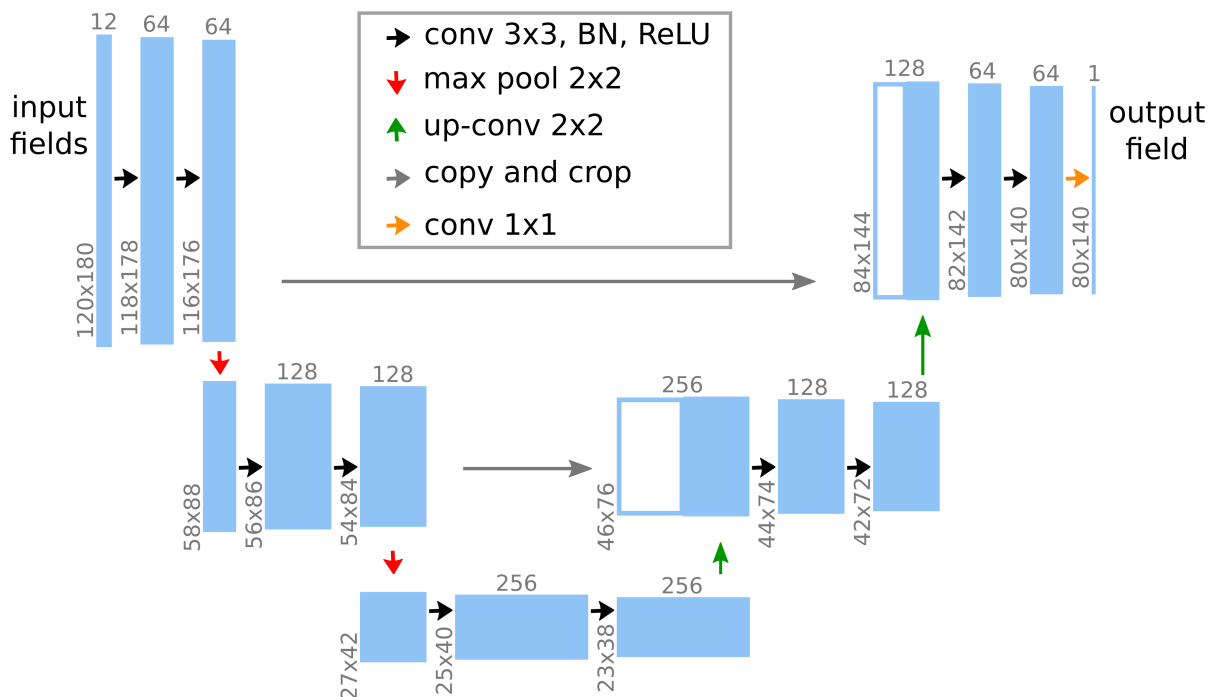 12
64
64
input
fields
120x180
118x178
116x176
conv 3x3, BN, ReLU
max pool 2x2
up-conv 2x2
copy and crop
conv 1x1
128
64
64
1
output
field
84x144
82x142
80x140
80x140
128
128
58x88
56x86
54x84
256
128
128
46x76
44x74
42x72
256
256
27x42
25x40
23x38